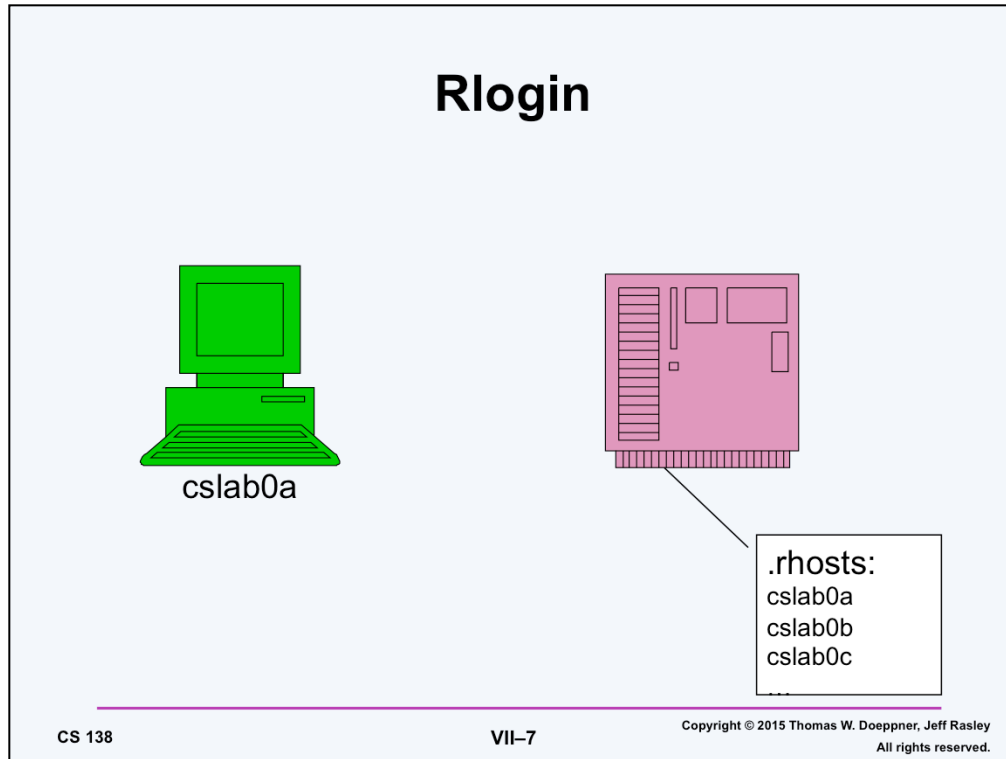 Rlogin
cslab0a
.rhosts:
cslab0a
cslab0b
cslab0c
...
CS 138
VII–7
Copyright © 2015 Thomas W. Doeppner, Jeff Rasley
All rights reserved.